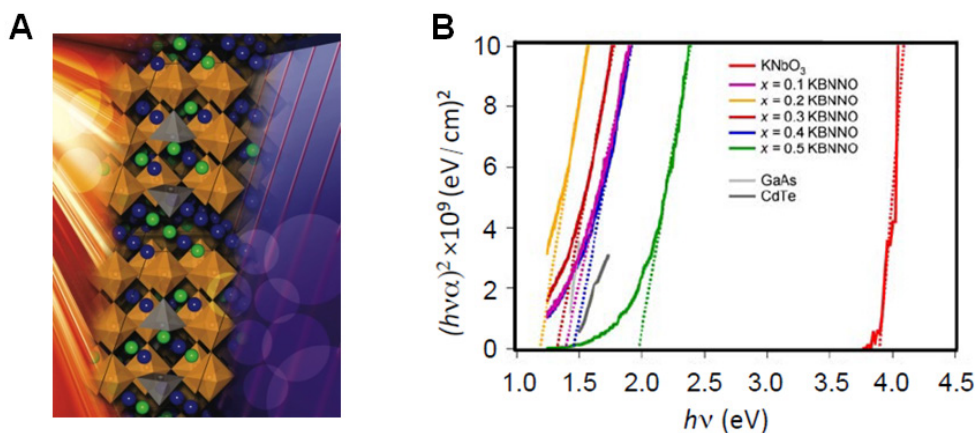 A
B
(hνα)² ×10⁹ (eV / cm)²
10
8
6
4
2
0
KNbO₃
x = 0.1 KBNNO
x = 0.2 KBNNO
x = 0.3 KBNNO
x = 0.4 KBNNO
x = 0.5 KBNNO
GaAs
CdTe
1.0 1.5 2.0 2.5 3.0 3.5 4.0 4.5
hν (eV)